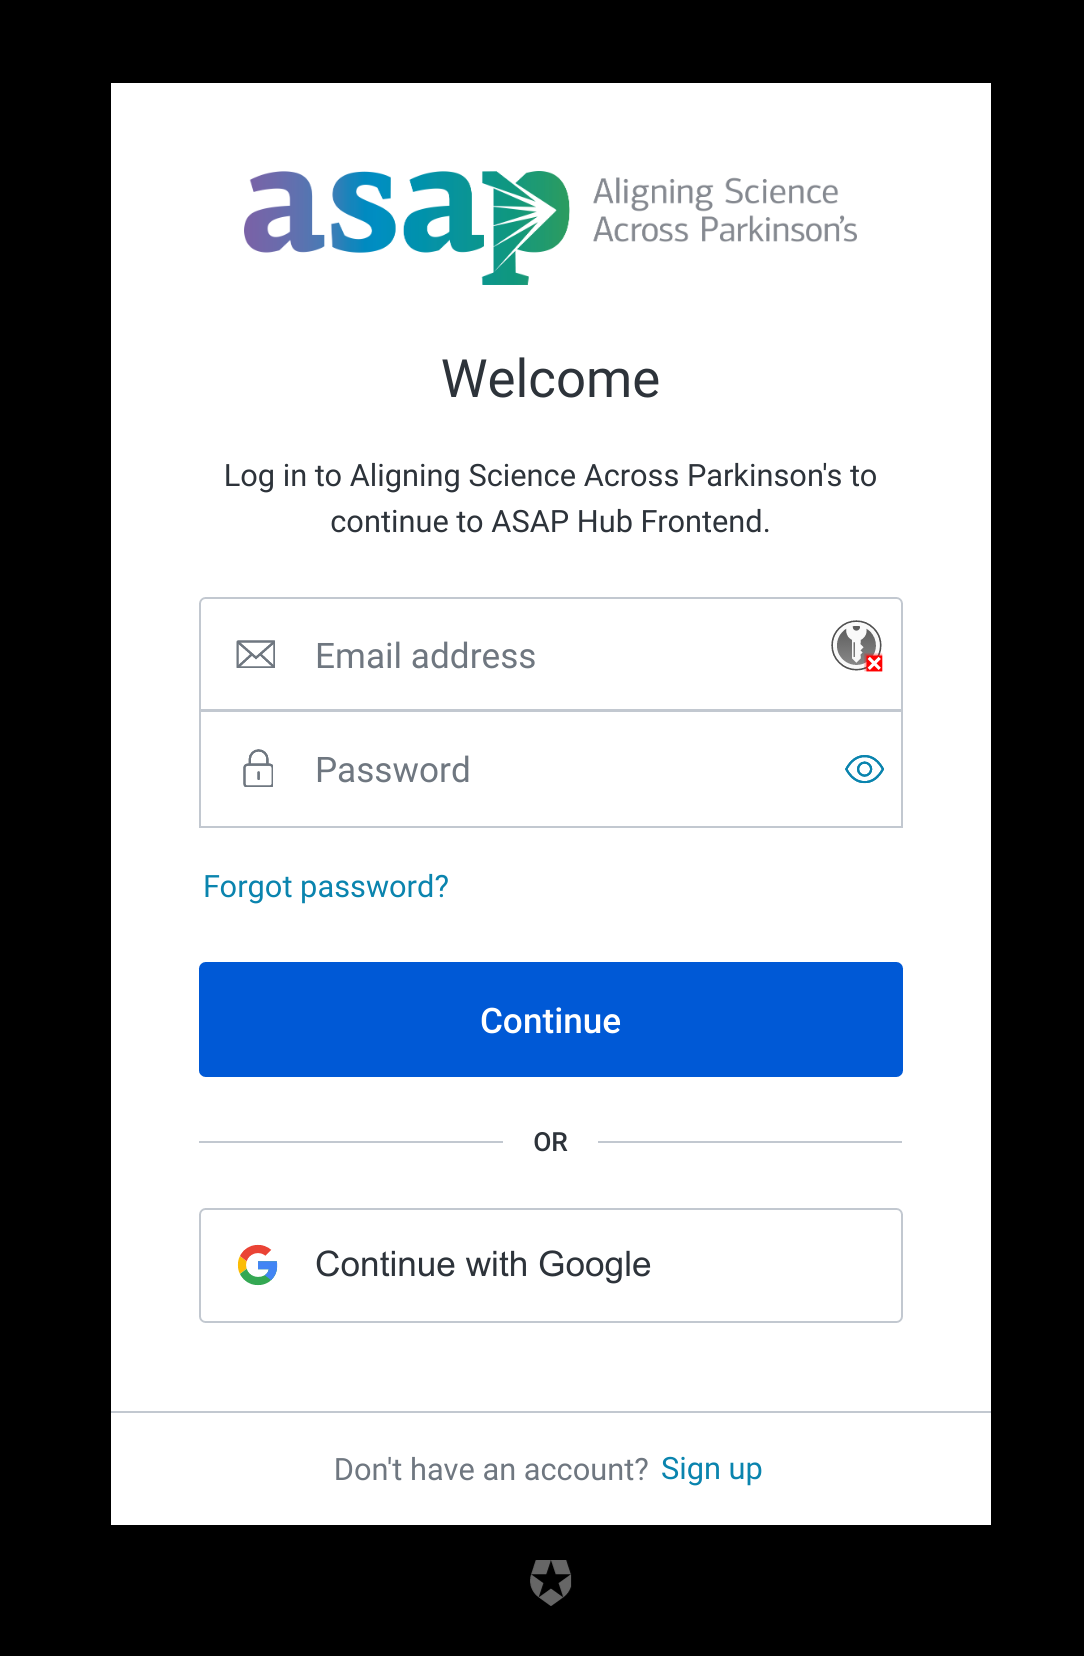 asap
Aligning Science
Across Parkinson's
Welcome
Log in to Aligning Science Across Parkinson's to
continue to ASAP Hub Frontend.
Email address
Password
Forgot password?
Continue
OR
Continue with Google
Don't have an account? Sign up